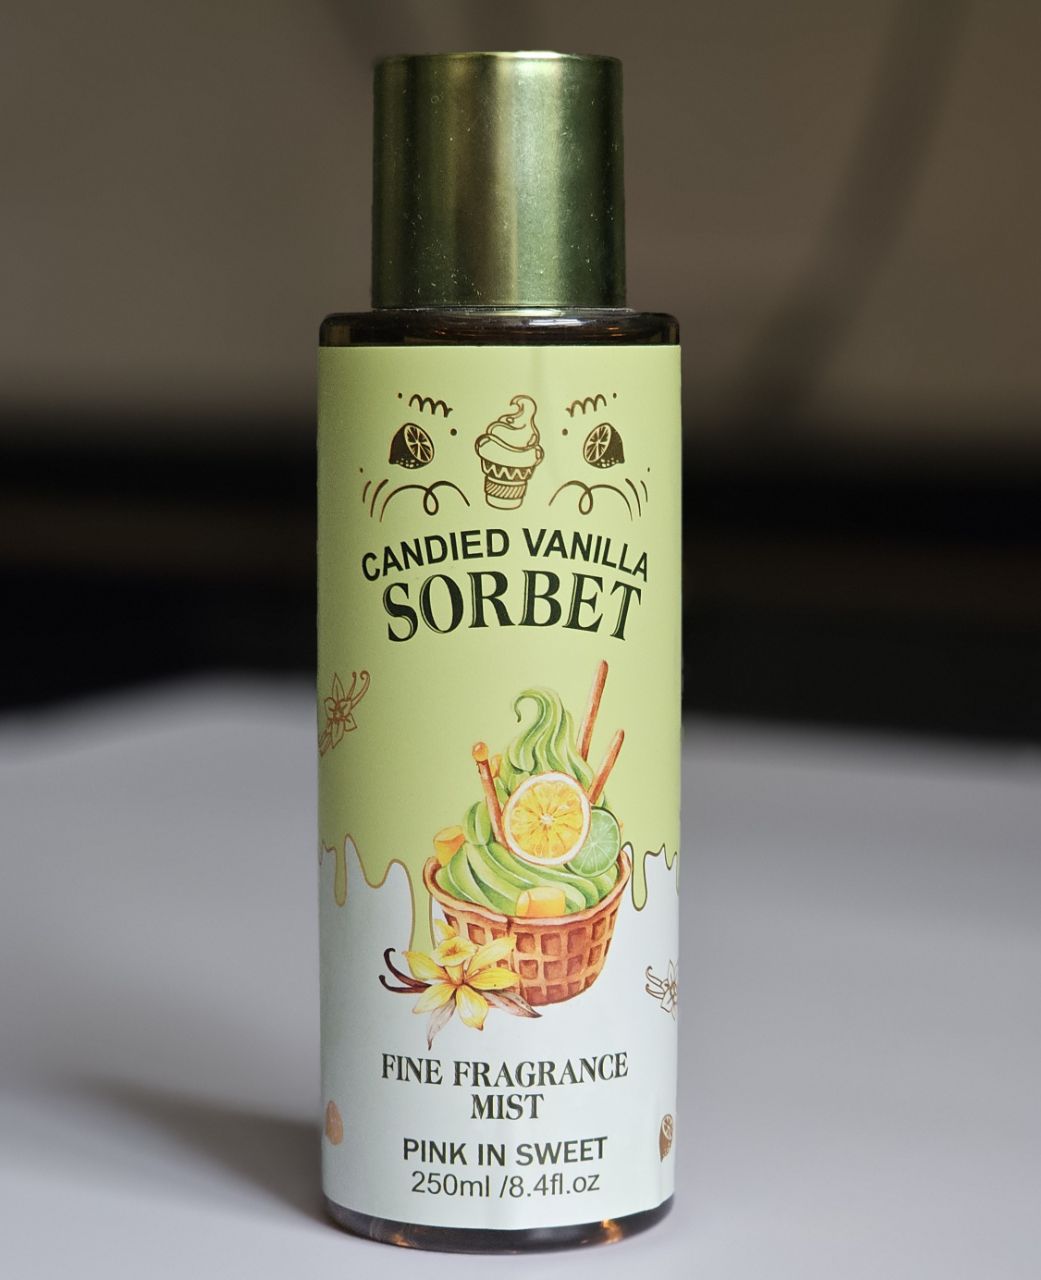 CANDIED VANILLA
SORBET
FINE FRAGRANCE
MIST
PINK IN SWEET
250ml /8.4fl.oz